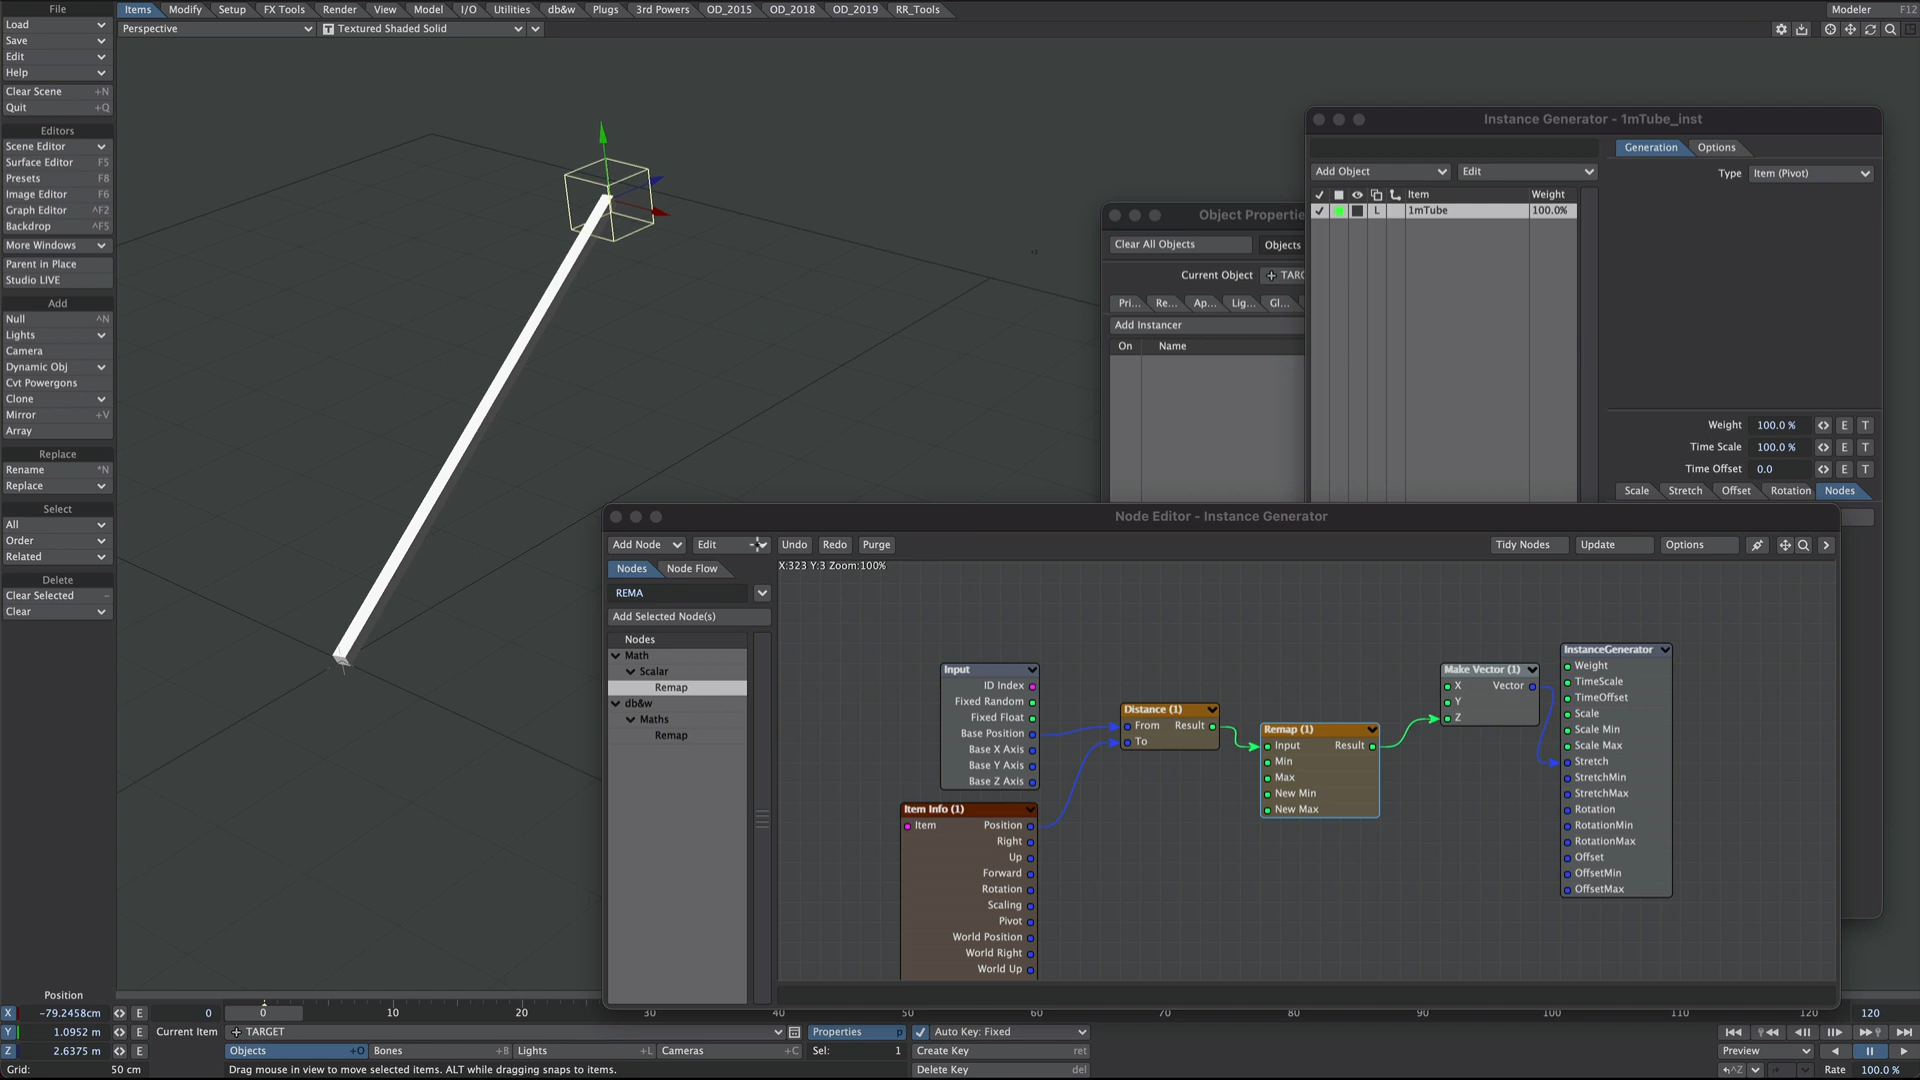 File
Items Modify Setup FX Tools Render View Model I/O Utilities db&w Plugs 3rd Powers OD_2015 OD_2018 OD_2019 RR_Tools
Modeler F12
Load
Save
Edit
Help
Clear Scene +N
Quit +Q
Editors
Scene Editor
Surface Editor F5
Presets F8
Image Editor F6
Graph Editor ^F2
Backdrop ^F5
More Windows
Parent in Place
Studio LIVE
Add
Null ^N
Lights
Camera
Dynamic Obj
Cvt Powergons
Clone
Mirror +V
Array
Replace
Rename *N
Replace
Select
All
Order
Related
Delete
Clear Selected -
Clear
Perspective
T Textured Shaded Solid
Instance Generator - 1mTube_inst
Add Object Edit
Item Weight
L 1mTube 100.0%
Generation Options
Type Item (Pivot)
Weight 100.0 % E T
Time Scale 100.0 % E T
Time Offset 0.0 E T
Scale Stretch Offset Rotation Nodes
Object Propertie
Clear All Objects Objects
Current Object + TARG
Pri... Re... Ap... Lig... Gl...
Add Instancer
On Name
Node Editor - Instance Generator
Add Node Edit Undo Redo Purge Tidy Nodes Update Options
Nodes Node Flow
X:323 Y:3 Zoom:100%
REMA
Add Selected Node(s)
Nodes
Math
Scalar
Remap
db&w
Maths
Remap
Input
ID Index
Fixed Random
Fixed Float
Base Position
Base X Axis
Base Y Axis
Base Z Axis
Item Info (1)
Item Position
Right
Up
Forward
Rotation
Scaling
Pivot
World Position
World Right
World Up
Distance (1)
From Result
To
Remap (1)
Input Result
Min
Max
New Min
New Max
Make Vector (1)
X Vector
Y
Z
InstanceGenerator
Weight
TimeScale
TimeOffset
Scale
Scale Min
Scale Max
Stretch
StretchMin
StretchMax
Rotation
RotationMin
RotationMax
Offset
OffsetMin
OffsetMax
Position
X -79.2458cm E
Y 1.0952 m E
Z 2.6375 m E
Grid: 50 cm
0 0 10 20 30 40 50 60 70 80 90 100 110 120 120
Current Item + TARGET
Properties p
Auto Key: Fixed
Objects +O Bones +B Lights +L Cameras +C
Sel: 1
Create Key ret
Drag mouse in view to move selected items. ALT while dragging snaps to items.
Delete Key del
Preview
^Z
Rate 100.0 %